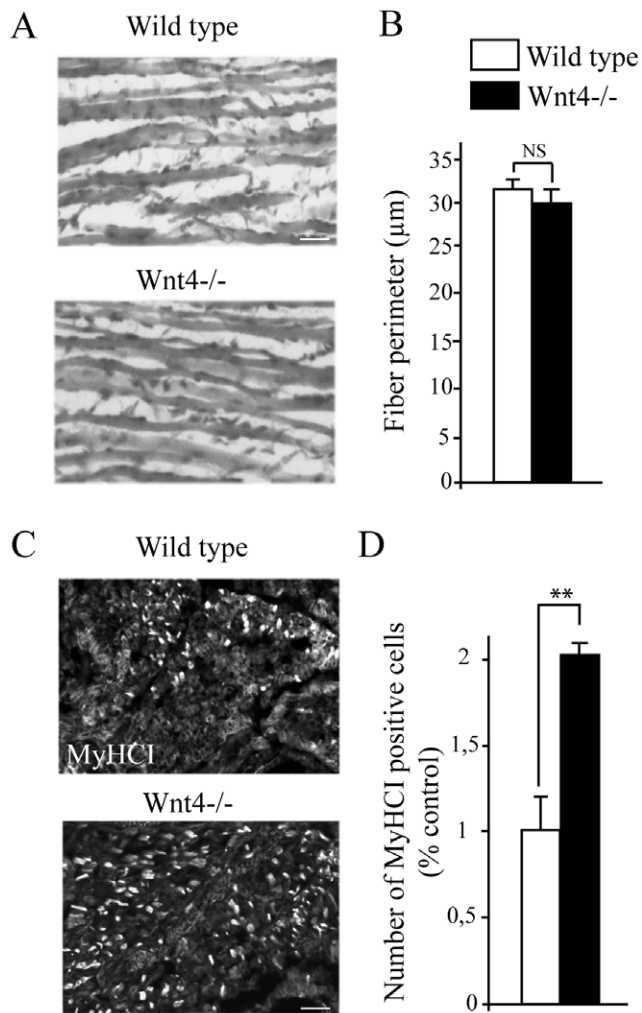 A
Wild type
Wnt4-/-
B
Wild type
Wnt4-/-
NS
35
30
25
20
15
10
5
0
Fiber perimeter (µm)
C
Wild type
MyHCI
Wnt4-/-
D
**
2
1,5
1
0,5
0
Number of MyHCI positive cells
(% control)